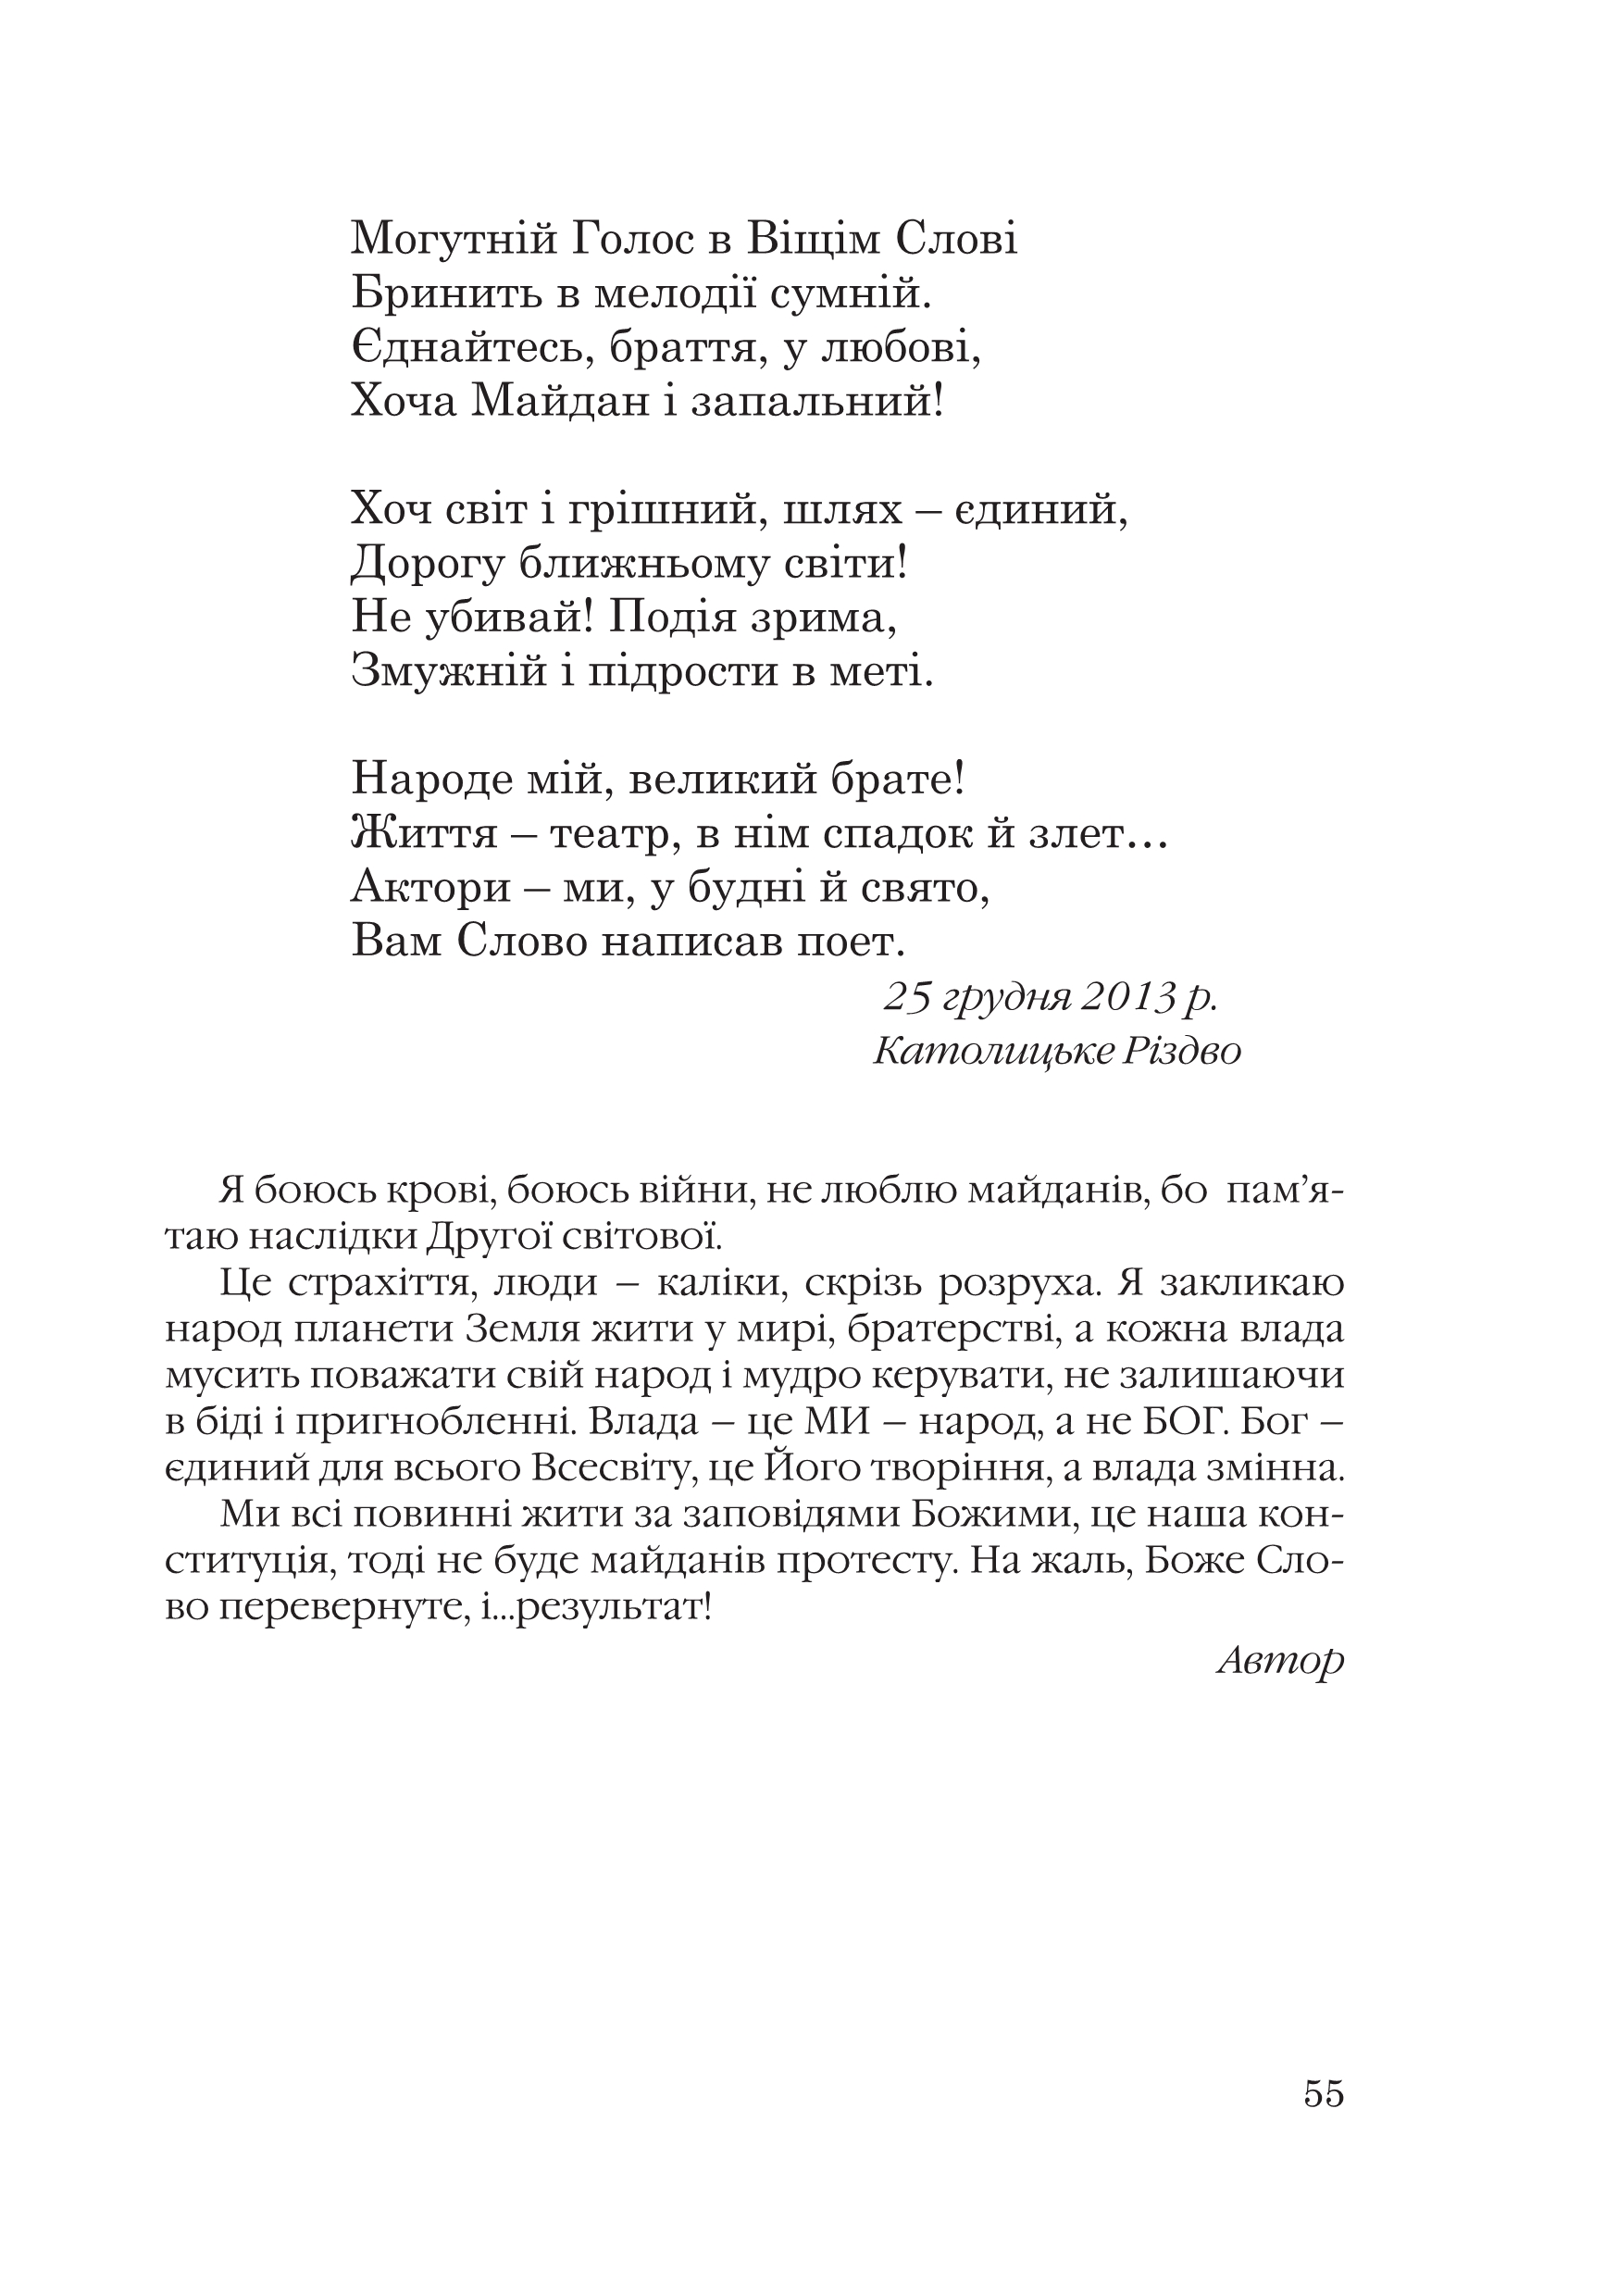 Могутній Голос в Віщім Слові
Бринить в мелодії сумній.
Єднайтесь, браття, у любові,
Хоча Майдан і запальний!

Хоч світ і грішний, шлях – єдиний,
Дорогу ближньому світи!
Не убивай! Подія зрима,
Змужній і підрости в меті.

Народе мій, великий брате!
Життя – театр, в нім спадок й злет...
Актори – ми, у будні й свято,
Вам Слово написав поет.
25 грудня 2013 р.
Католицьке Різдво

Я боюсь крові, боюсь війни, не люблю майданів, бо пам’я-
таю наслідки Другої світової.
Це страхіття, люди – каліки, скрізь розруха. Я закликаю
народ планети Земля жити у мирі, братерстві, а кожна влада
мусить поважати свій народ і мудро керувати, не залишаючи
в біді і пригнобленні. Влада – це МИ – народ, а не БОГ. Бог –
єдиний для всього Всесвіту, це Його творіння, а влада змінна.
Ми всі повинні жити за заповідями Божими, це наша кон-
ституція, тоді не буде майданів протесту. На жаль, Боже Сло-
во перевернуте, і...результат!
Автор

55